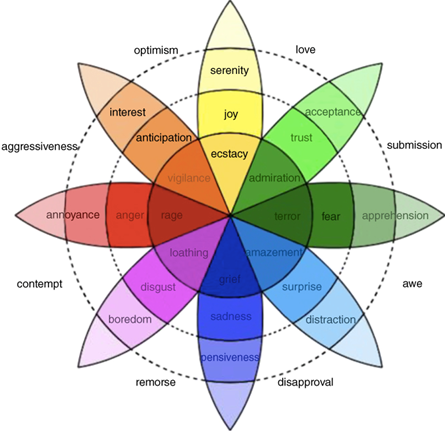 optimism
love
serenity
interest
joy
acceptance
anticipation
trust
aggressiveness
submission
ecstacy
vigilance
admiration
annoyance
anger
rage
terror
fear
apprehension
loathing
amazement
grief
contempt
disgust
surprise
awe
boredom
sadness
distraction
pensiveness
remorse
disapproval